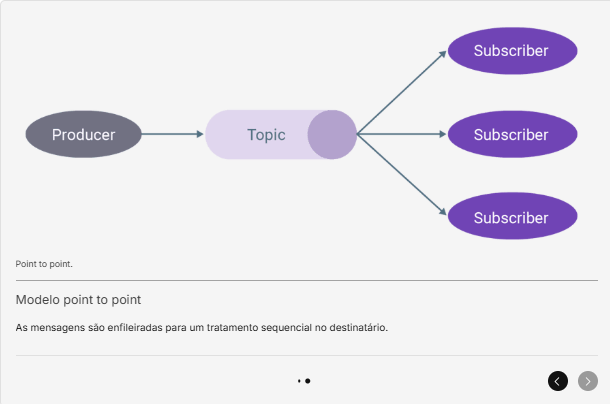 Subscriber
Producer
Topic
Subscriber
Subscriber
Point to point.
Modelo point to point
As mensagens são enfileiradas para um tratamento sequencial no destinatário.